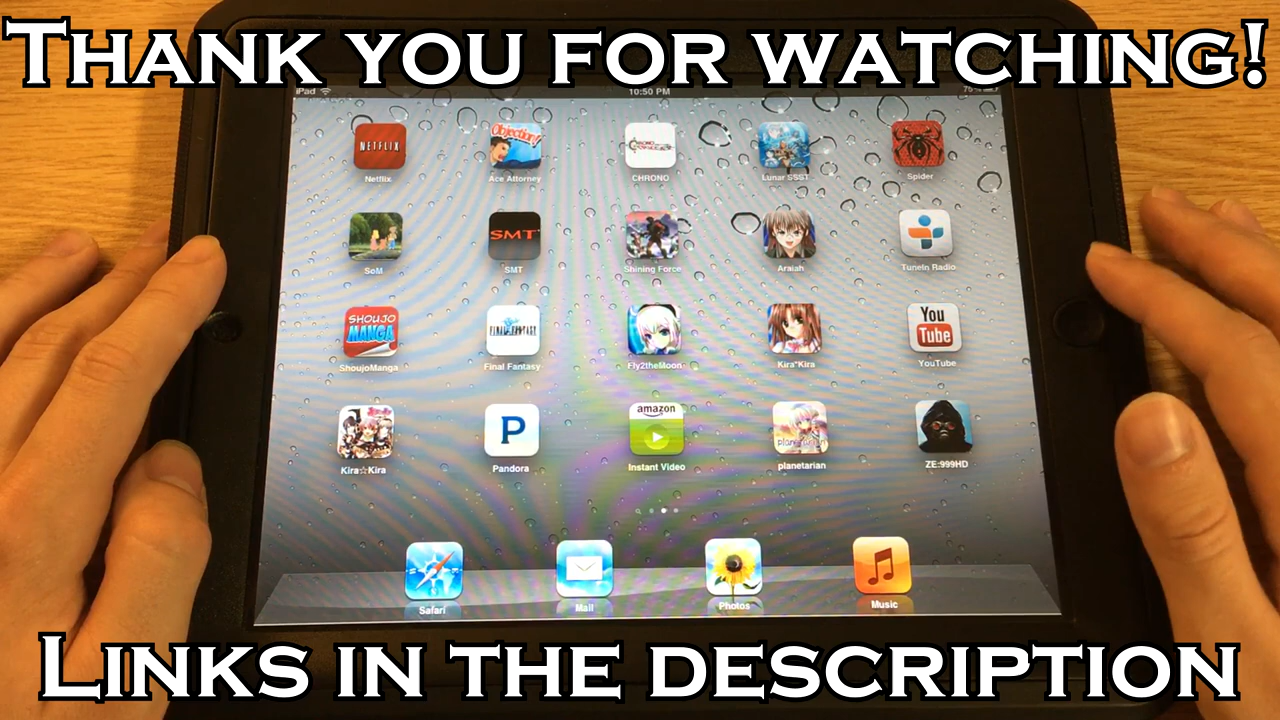 THANK YOU FOR WATCHING!
iPad 10:50 PM
NETFLIX Objection!
Netflix Ace Attorney CHRONO Lunar SSST Spider
SMT
SoM SMT Shining Force Araiah TuneIn Radio
SHOUJO MANGA FINAL FANTASY You Tube
ShoujoManga Final Fantasy Fly2theMoon Kira*Kira YouTube
P amazon planetarian
Kira☆Kira Pandora Instant Video planetarian ZE:999HD
Safari Mail Photos Music
LINKS IN THE DESCRIPTION